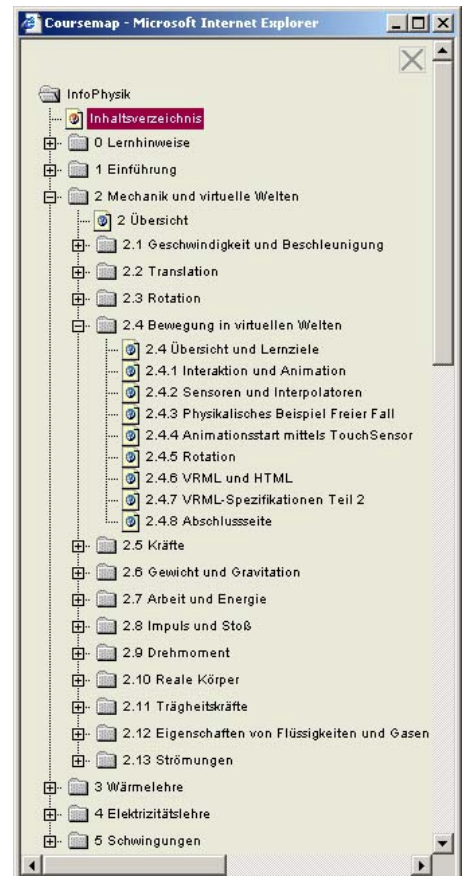 Coursemap - Microsoft Internet Explorer
InfoPhysik
Inhaltsverzeichnis
0 Lernhinweise
1 Einführung
2 Mechanik und virtuelle Welten
2 Übersicht
2.1 Geschwindigkeit und Beschleunigung
2.2 Translation
2.3 Rotation
2.4 Bewegung in virtuellen Welten
2.4 Übersicht und Lernziele
2.4.1 Interaktion und Animation
2.4.2 Sensoren und Interpolatoren
2.4.3 Physikalisches Beispiel Freier Fall
2.4.4 Animationsstart mittels TouchSensor
2.4.5 Rotation
2.4.6 VRML und HTML
2.4.7 VRML-Spezifikationen Teil 2
2.4.8 Abschlussseite
2.5 Kräfte
2.6 Gewicht und Gravitation
2.7 Arbeit und Energie
2.8 Impuls und Stoß
2.9 Drehmoment
2.10 Reale Körper
2.11 Trägheitskräfte
2.12 Eigenschaften von Flüssigkeiten und Gasen
2.13 Strömungen
3 Wärmelehre
4 Elektrizitätslehre
5 Schwingungen